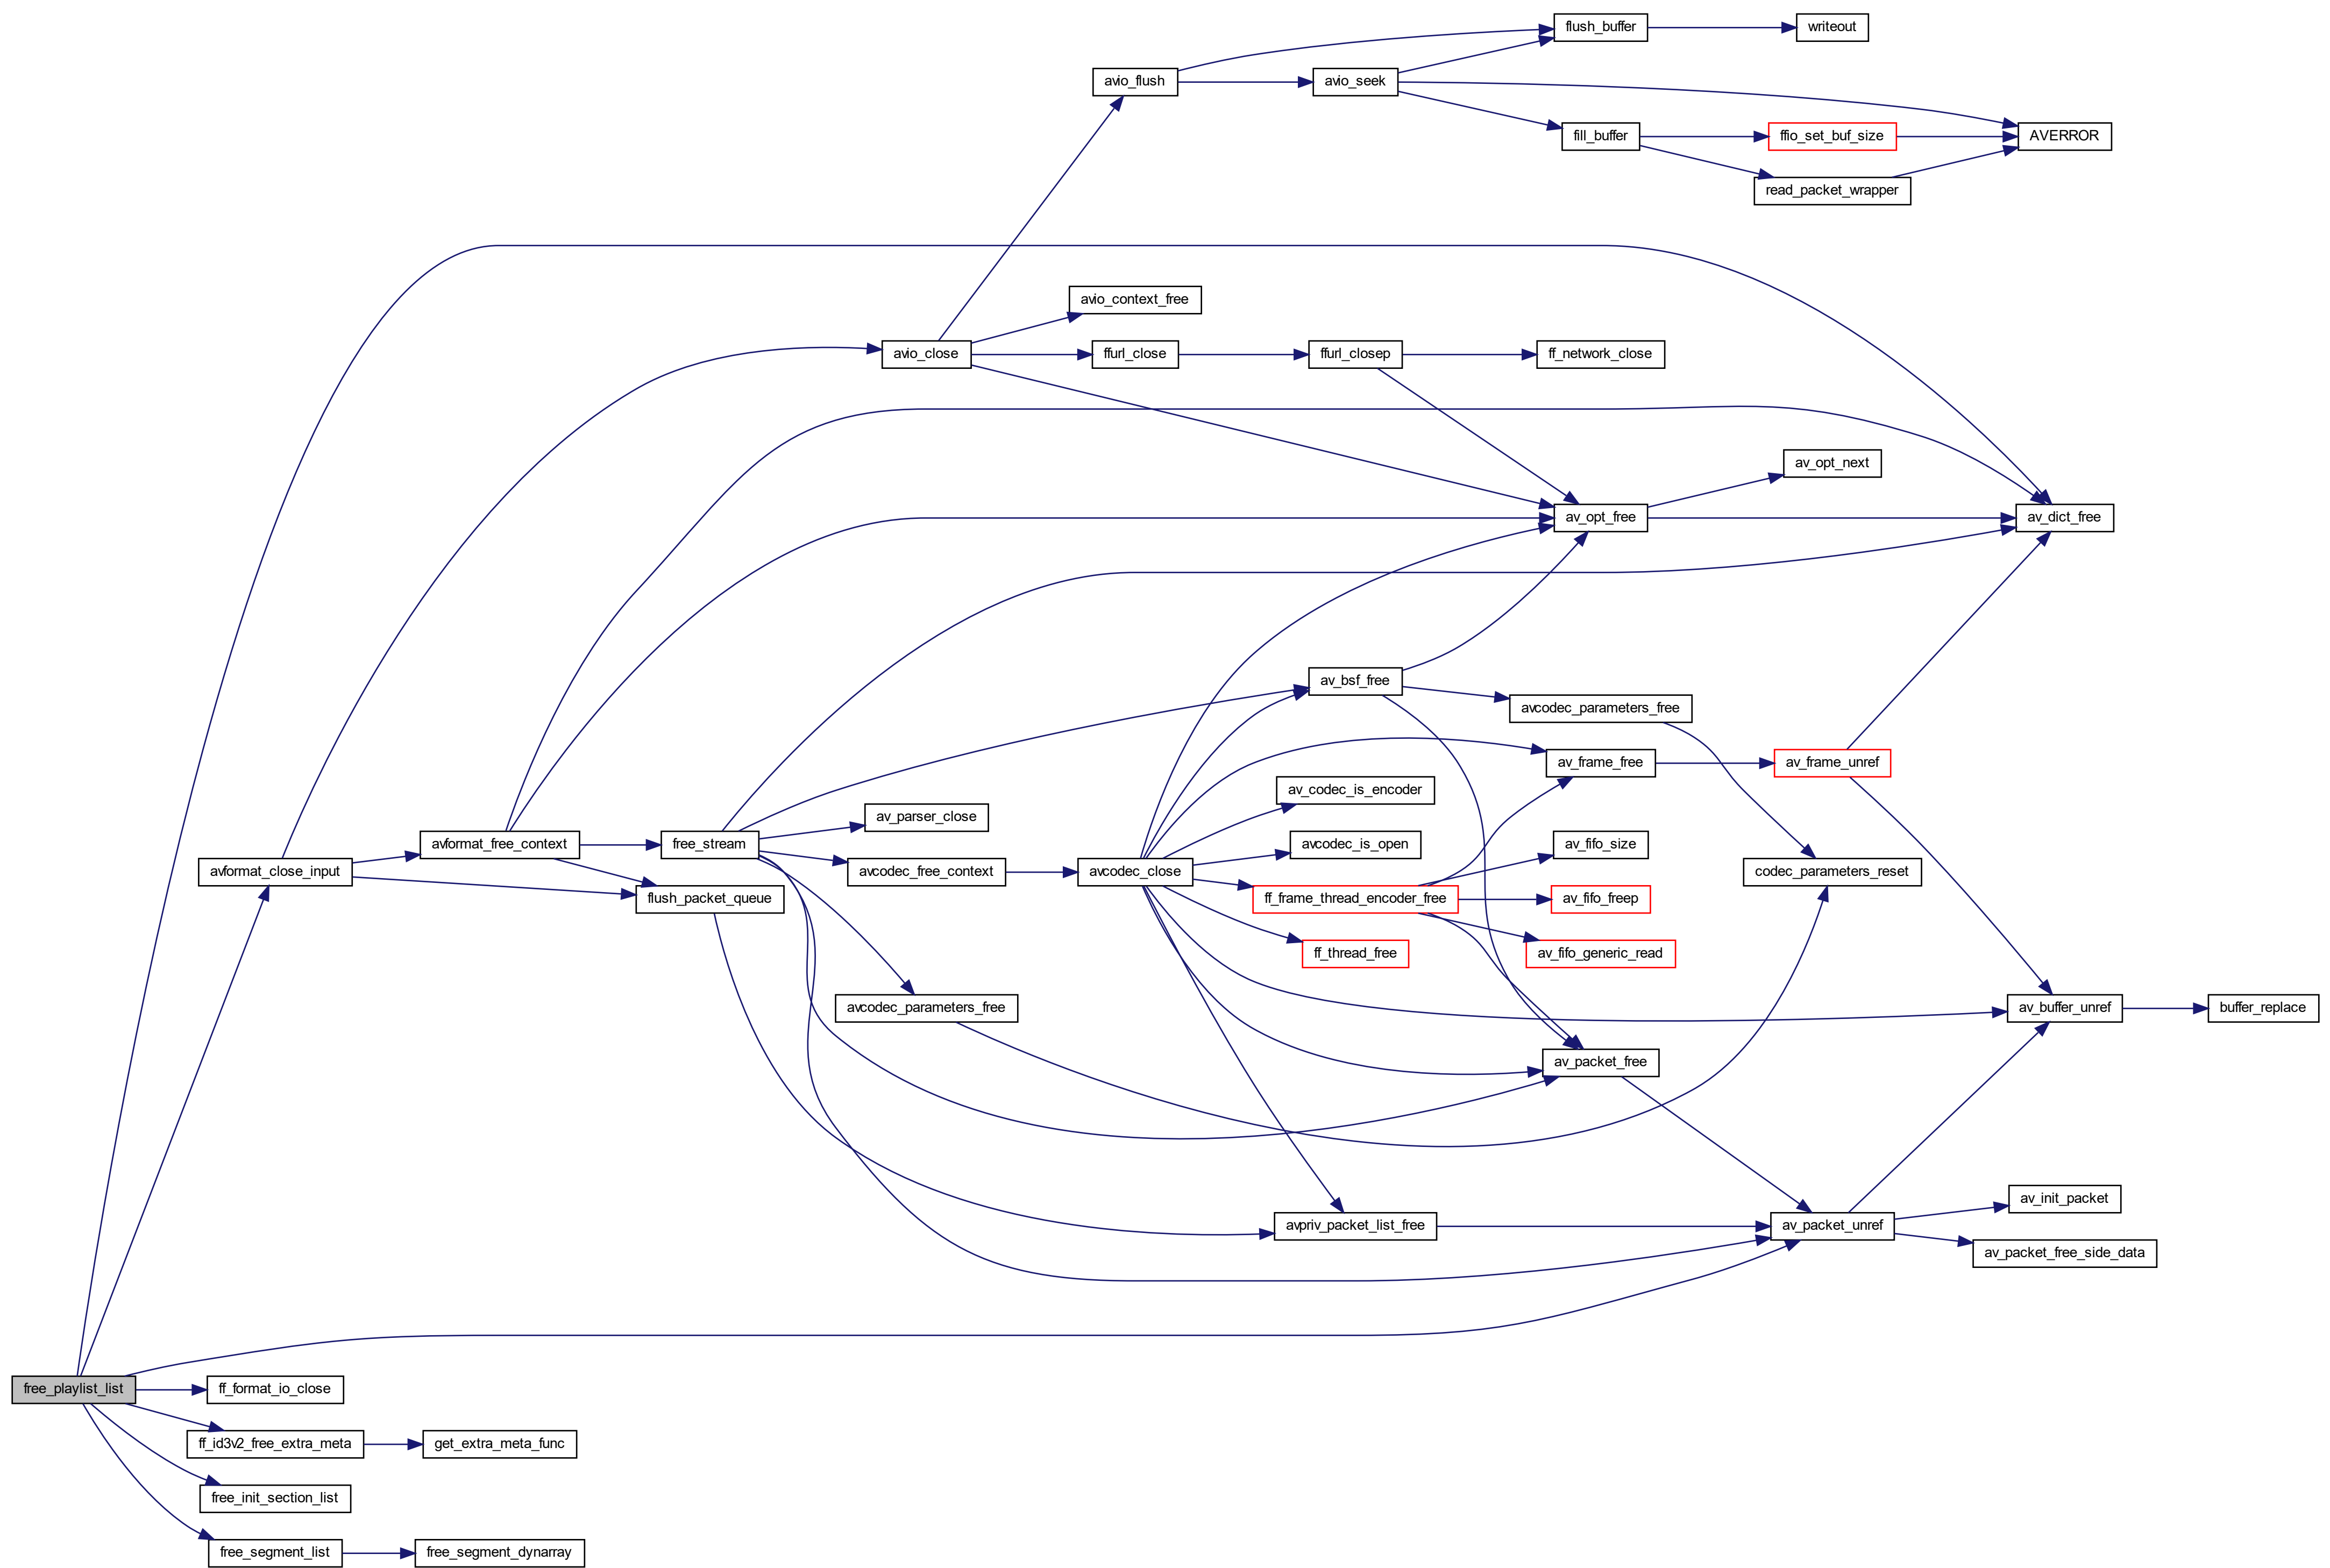 flush_buffer
writeout
avio_flush
avio_seek
fill_buffer
ffio_set_buf_size
AVERROR
read_packet_wrapper
avio_context_free
avio_close
ffurl_close
ffurl_closep
ff_network_close
av_opt_next
av_opt_free
av_dict_free
av_bsf_free
avcodec_parameters_free
av_frame_free
av_frame_unref
av_codec_is_encoder
av_parser_close
avformat_free_context
free_stream
avcodec_is_open
av_fifo_size
avformat_close_input
avcodec_free_context
avcodec_close
codec_parameters_reset
flush_packet_queue
ff_frame_thread_encoder_free
av_fifo_freep
ff_thread_free
av_fifo_generic_read
avcodec_parameters_free
av_buffer_unref
buffer_replace
av_packet_free
av_init_packet
avpriv_packet_list_free
av_packet_unref
av_packet_free_side_data
free_playlist_list
ff_format_io_close
ff_id3v2_free_extra_meta
get_extra_meta_func
free_init_section_list
free_segment_list
free_segment_dynarray